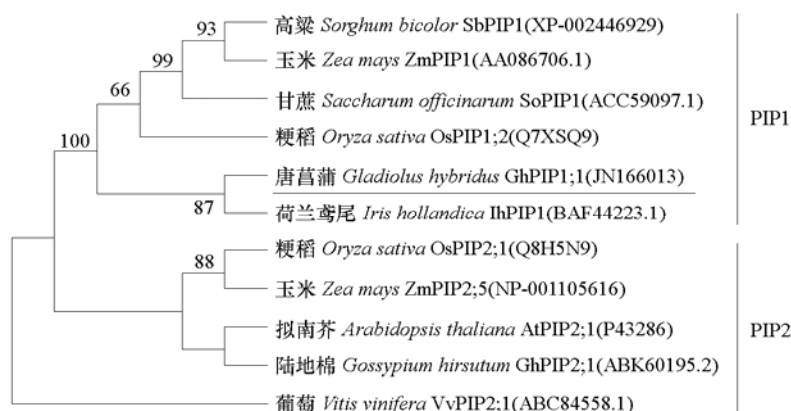 93
高粱 Sorghum bicolor SbPIP1(XP-002446929)
99
玉米 Zea mays ZmPIP1(AA086706.1)
66
甘蔗 Saccharum officinarum SoPIP1(ACC59097.1)
PIP1
100
粳稻 Oryza sativa OsPIP1;2(Q7XSQ9)
唐菖蒲 Gladiolus hybridus GhPIP1;1(JN166013)
87
荷兰鸢尾 Iris hollandica IhPIP1(BAF44223.1)
88
粳稻 Oryza sativa OsPIP2;1(Q8H5N9)
玉米 Zea mays ZmPIP2;5(NP-001105616)
拟南芥 Arabidopsis thaliana AtPIP2;1(P43286)
PIP2
陆地棉 Gossypium hirsutum GhPIP2;1(ABK60195.2)
葡萄 Vitis vinifera VvPIP2;1(ABC84558.1)